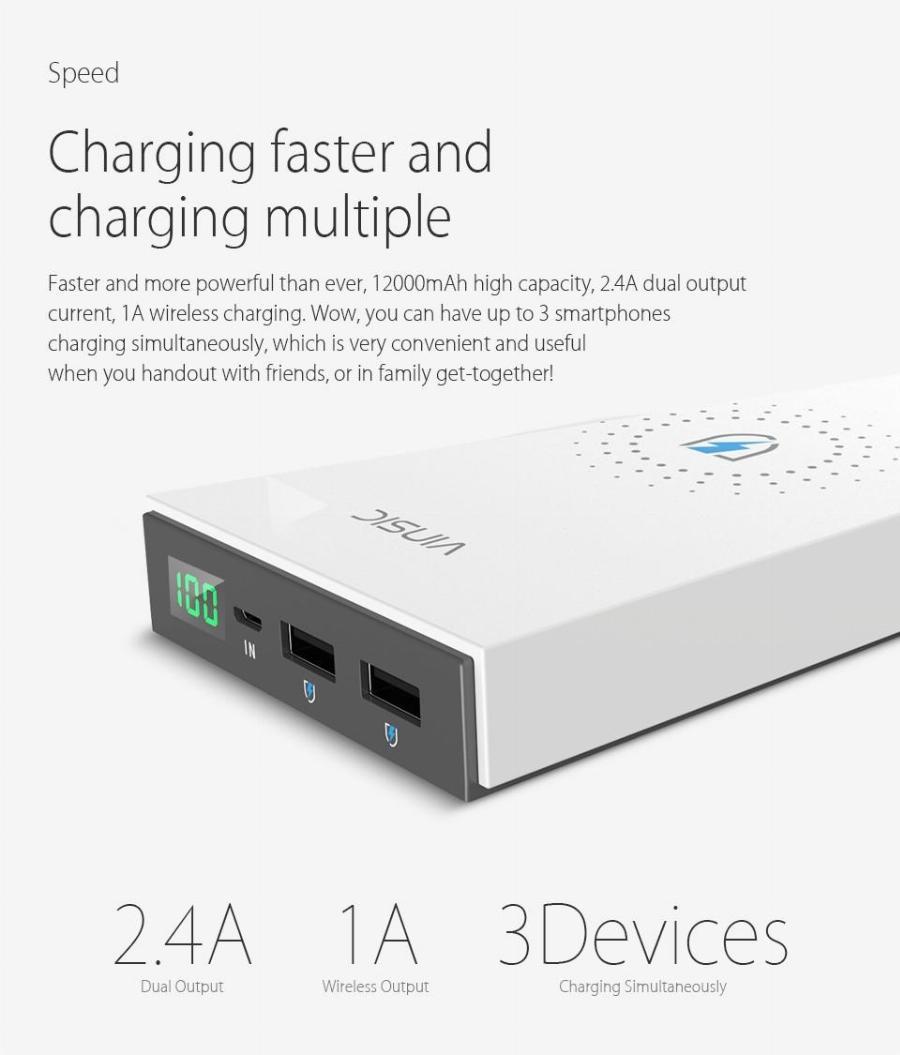 Speed
Charging faster and
charging multiple
Faster and more powerful than ever, 12000mAh high capacity, 2.4A dual output
current, 1A wireless charging. Wow, you can have up to 3 smartphones
charging simultaneously, which is very convenient and useful
when you handout with friends, or in family get-together!
VINSIC
100
IN
2.4A 1A 3Devices
Dual Output Wireless Output Charging Simultaneously